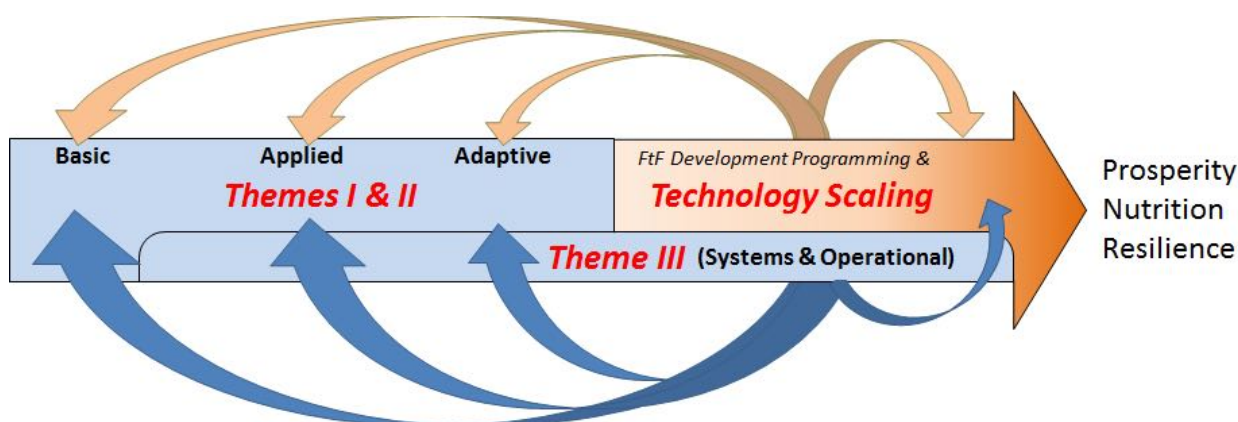 Basic Applied Adaptive
FtF Development Programming &
Themes I & II
Technology Scaling
Theme III (Systems & Operational)
Prosperity
Nutrition
Resilience